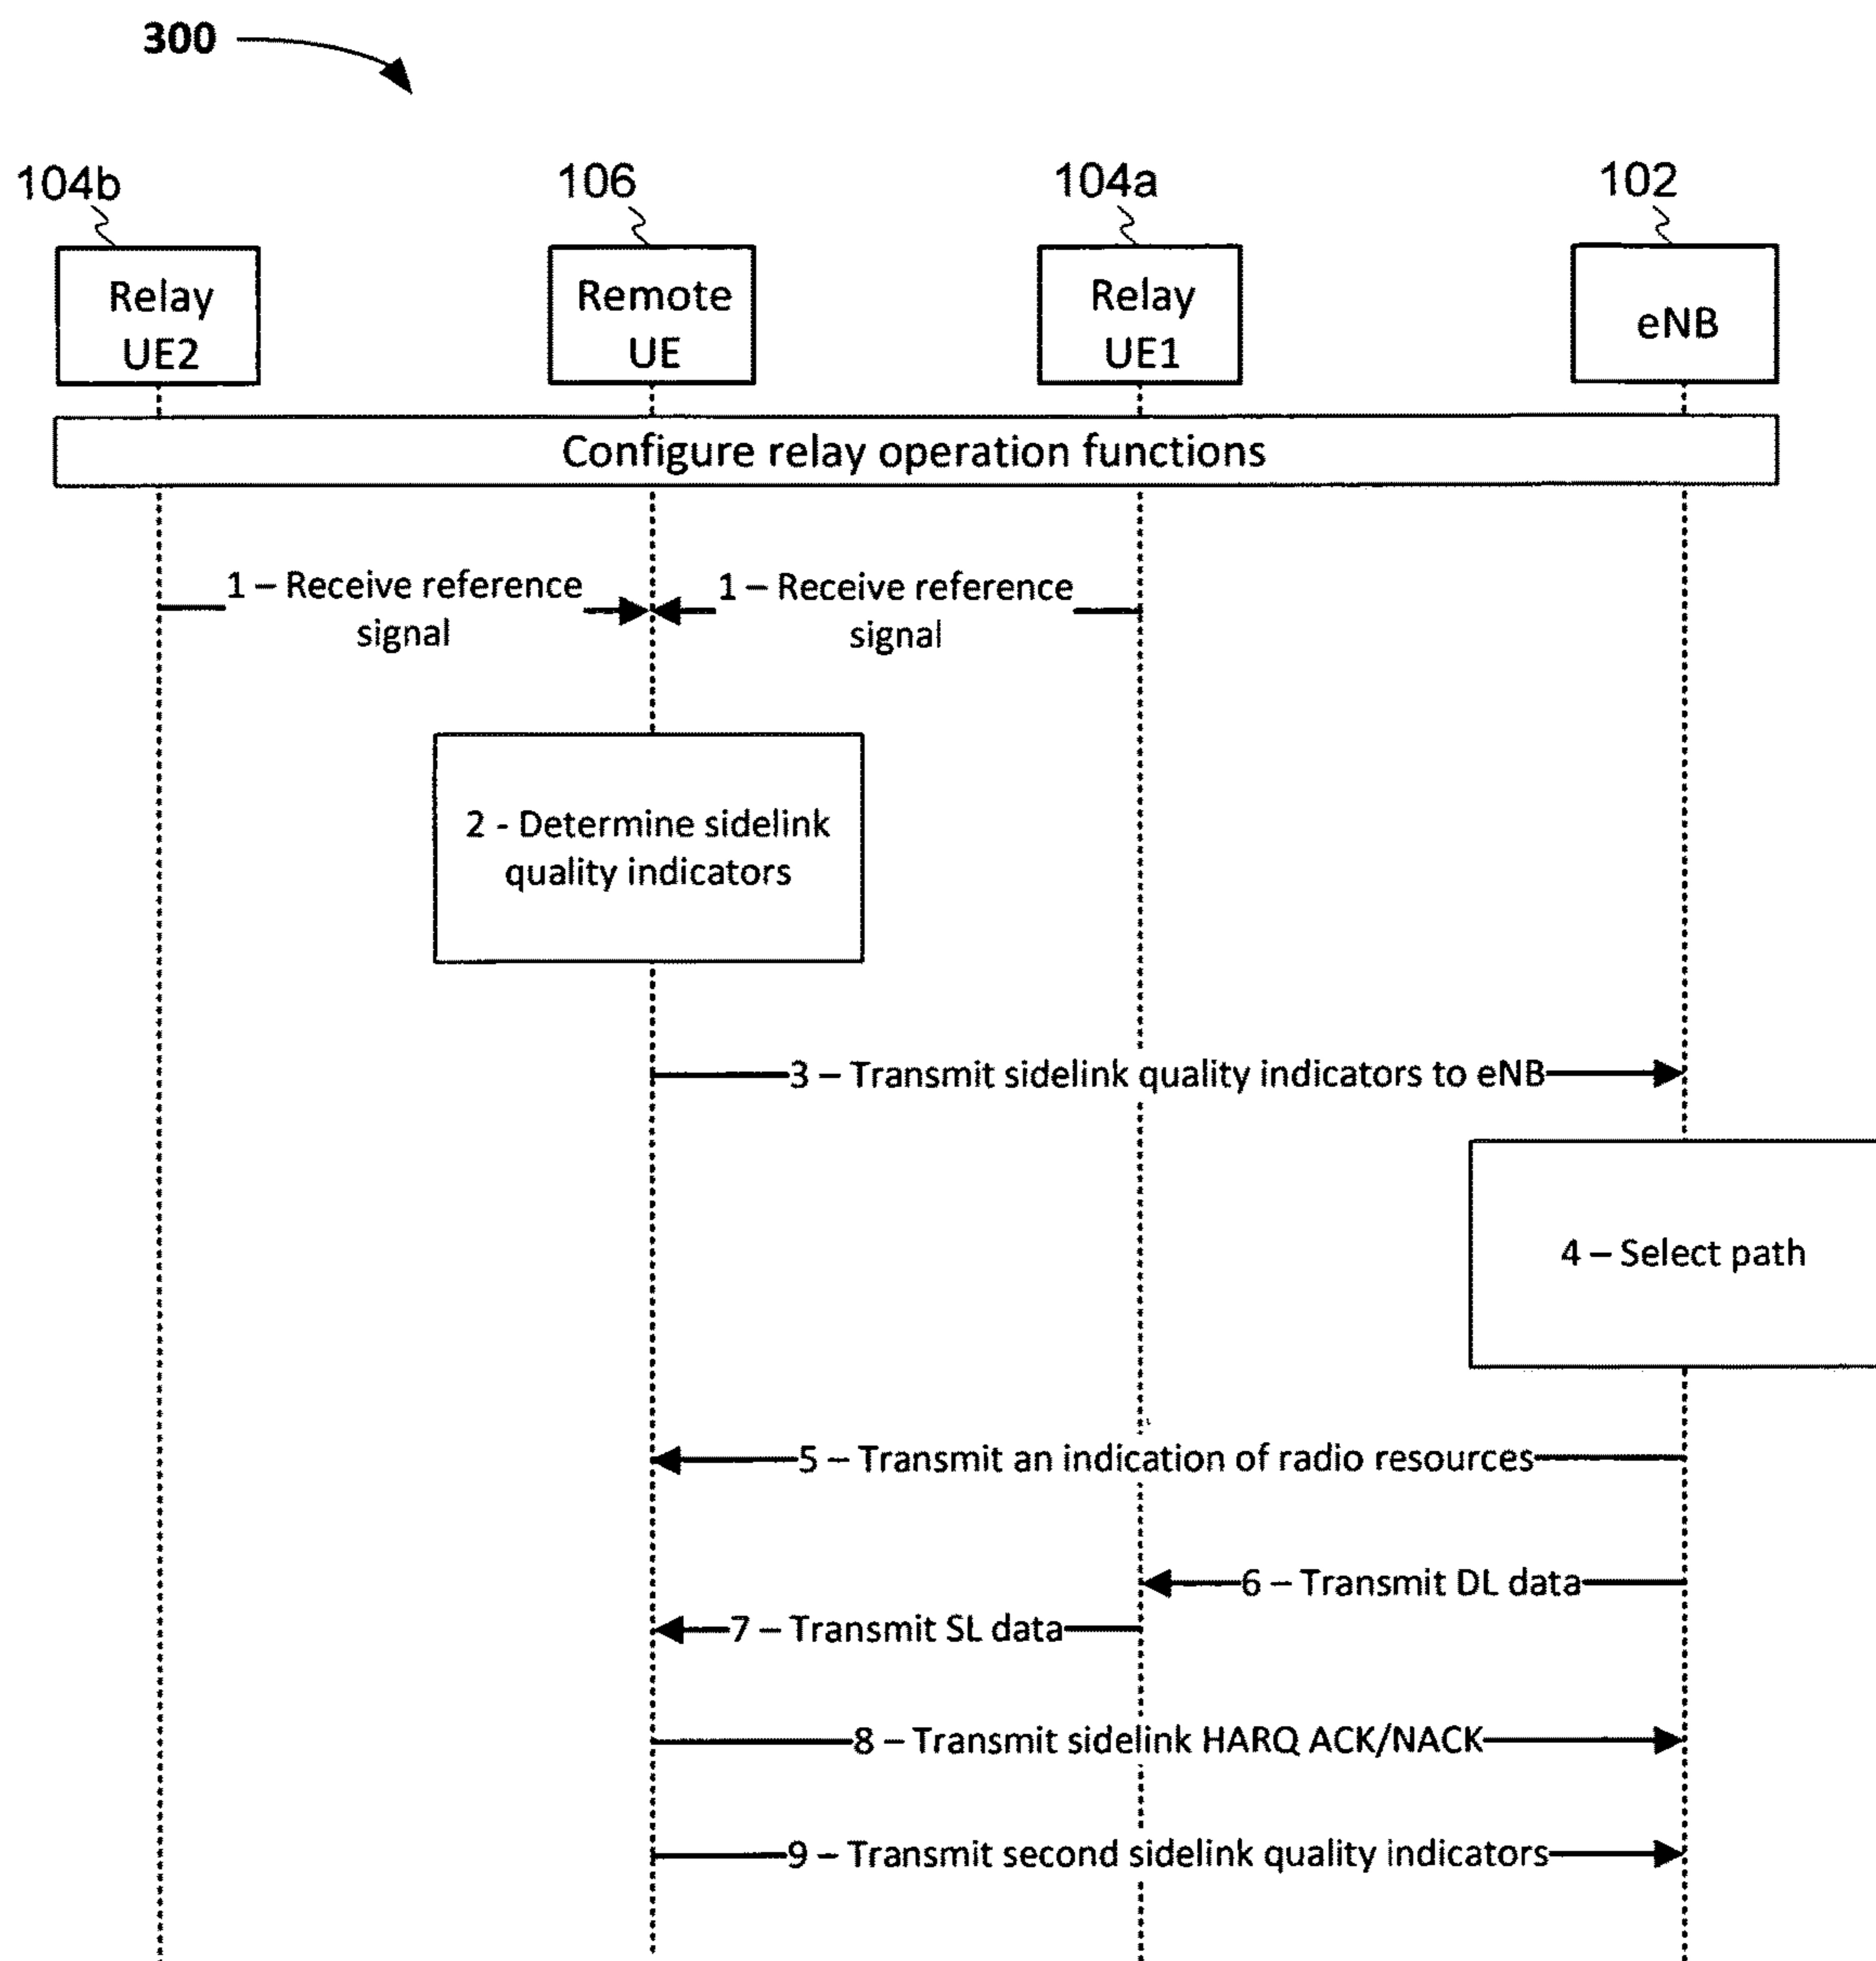 300
104b
106
104a
102
Relay
UE2
Remote
UE
Relay
UE1
eNB
Configure relay operation functions
1 – Receive reference
signal
1 – Receive reference
signal
2 - Determine sidelink
quality indicators
3 – Transmit sidelink quality indicators to eNB
4 – Select path
5 – Transmit an indication of radio resources
6 – Transmit DL data
7 – Transmit SL data
8 – Transmit sidelink HARQ ACK/NACK
9 – Transmit second sidelink quality indicators